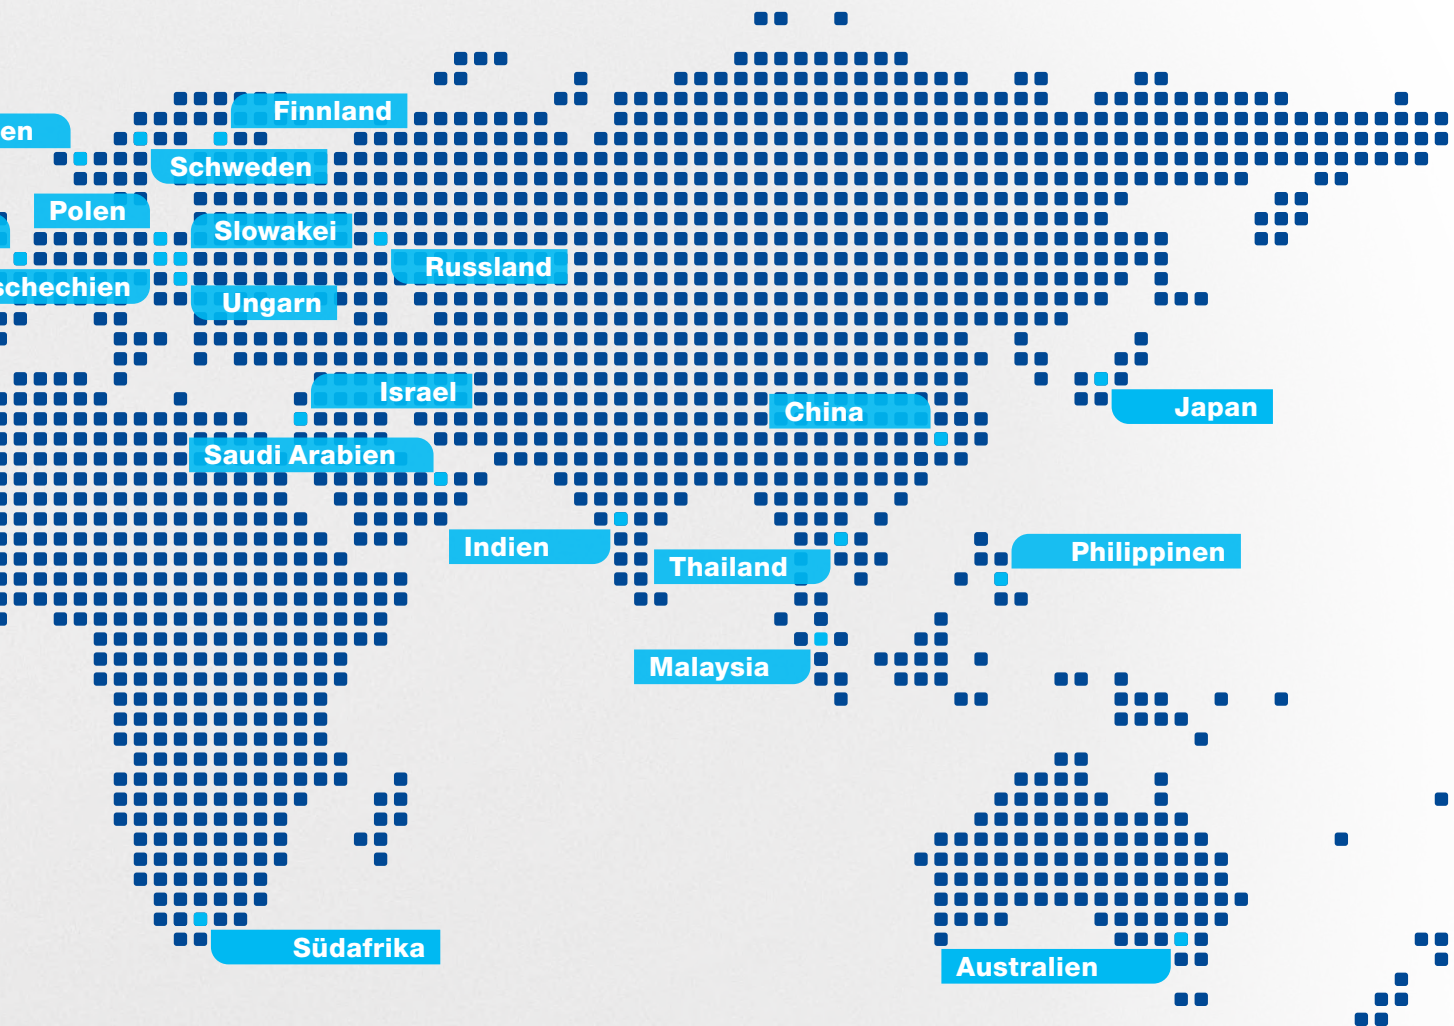 Finnland
en
Schweden
Polen
Slowakei
Russland
schechien
Ungarn
Israel
China
Japan
Saudi Arabien
Indien
Thailand
Philippinen
Malaysia
Südafrika
Australien